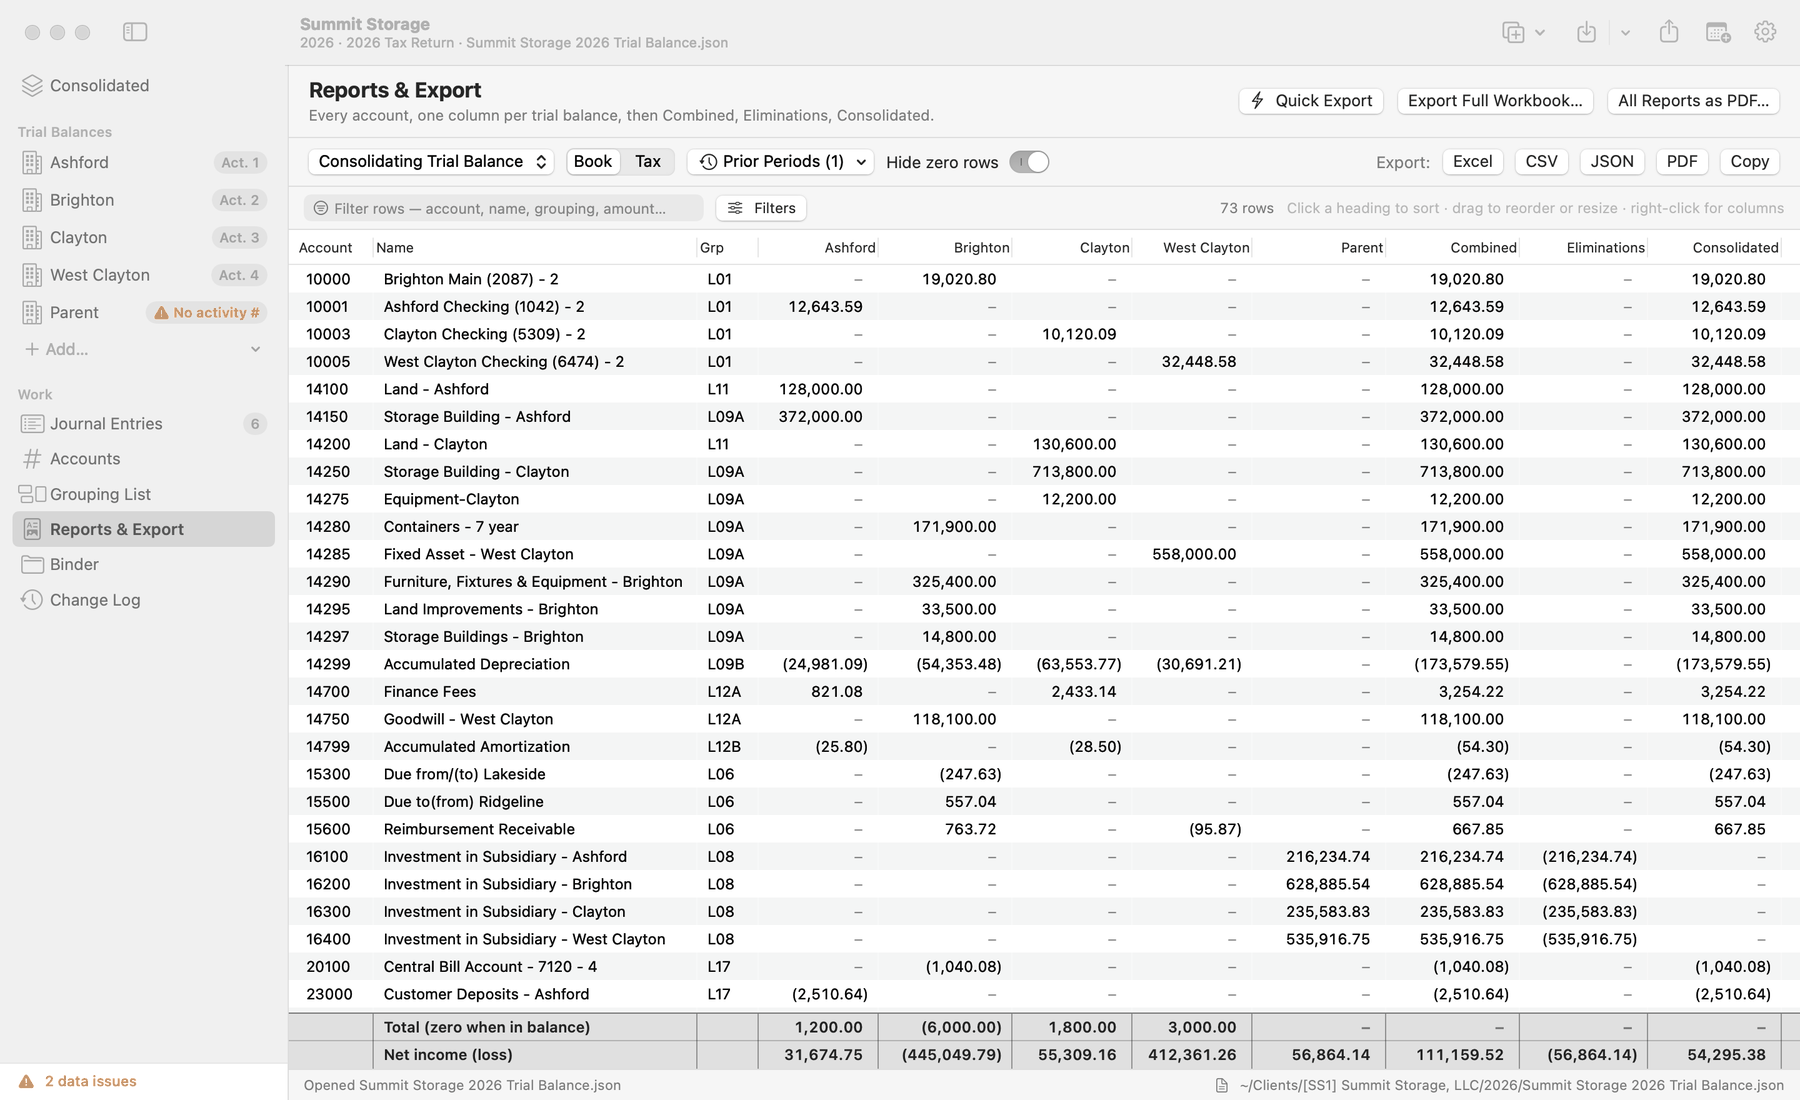 Summit Storage
2026 · 2026 Tax Return · Summit Storage 2026 Trial Balance.json
Consolidated
Trial Balances
Ashford Act. 1
Brighton Act. 2
Clayton Act. 3
West Clayton Act. 4
Parent No activity #
Add...
Work
Journal Entries 6
Accounts
Grouping List
Reports & Export
Binder
Change Log
2 data issues
Reports & Export
Every account, one column per trial balance, then Combined, Eliminations, Consolidated.
Quick Export Export Full Workbook... All Reports as PDF...
Consolidating Trial Balance Book Tax Prior Periods (1) Hide zero rows Export: Excel CSV JSON PDF Copy
Filter rows — account, name, grouping, amount... Filters 73 rows Click a heading to sort · drag to reorder or resize · right-click for columns
Account Name Grp Ashford Brighton Clayton West Clayton Parent Combined Eliminations Consolidated
10000 Brighton Main (2087) - 2 L01 – 19,020.80 – – – 19,020.80 – 19,020.80
10001 Ashford Checking (1042) - 2 L01 12,643.59 – – – – 12,643.59 – 12,643.59
10003 Clayton Checking (5309) - 2 L01 – – 10,120.09 – – 10,120.09 – 10,120.09
10005 West Clayton Checking (6474) - 2 L01 – – – 32,448.58 – 32,448.58 – 32,448.58
14100 Land - Ashford L11 128,000.00 – – – – 128,000.00 – 128,000.00
14150 Storage Building - Ashford L09A 372,000.00 – – – – 372,000.00 – 372,000.00
14200 Land - Clayton L11 – – 130,600.00 – – 130,600.00 – 130,600.00
14250 Storage Building - Clayton L09A – – 713,800.00 – – 713,800.00 – 713,800.00
14275 Equipment-Clayton L09A – – 12,200.00 – – 12,200.00 – 12,200.00
14280 Containers - 7 year L09A – 171,900.00 – – – 171,900.00 – 171,900.00
14285 Fixed Asset - West Clayton L09A – – – 558,000.00 – 558,000.00 – 558,000.00
14290 Furniture, Fixtures & Equipment - Brighton L09A – 325,400.00 – – – 325,400.00 – 325,400.00
14295 Land Improvements - Brighton L09A – 33,500.00 – – – 33,500.00 – 33,500.00
14297 Storage Buildings - Brighton L09A – 14,800.00 – – – 14,800.00 – 14,800.00
14299 Accumulated Depreciation L09B (24,981.09) (54,353.48) (63,553.77) (30,691.21) – (173,579.55) – (173,579.55)
14700 Finance Fees L12A 821.08 – 2,433.14 – – 3,254.22 – 3,254.22
14750 Goodwill - West Clayton L12A – 118,100.00 – – – 118,100.00 – 118,100.00
14799 Accumulated Amortization L12B (25.80) – (28.50) – – (54.30) – (54.30)
15300 Due from/(to) Lakeside L06 – (247.63) – – – (247.63) – (247.63)
15500 Due to(from) Ridgeline L06 – 557.04 – – – 557.04 – 557.04
15600 Reimbursement Receivable L06 – 763.72 – (95.87) – 667.85 – 667.85
16100 Investment in Subsidiary - Ashford L08 – – – – 216,234.74 216,234.74 (216,234.74) –
16200 Investment in Subsidiary - Brighton L08 – – – – 628,885.54 628,885.54 (628,885.54) –
16300 Investment in Subsidiary - Clayton L08 – – – – 235,583.83 235,583.83 (235,583.83) –
16400 Investment in Subsidiary - West Clayton L08 – – – – 535,916.75 535,916.75 (535,916.75) –
20100 Central Bill Account - 7120 - 4 L17 – (1,040.08) – – – (1,040.08) – (1,040.08)
23000 Customer Deposits - Ashford L17 (2,510.64) – – – – (2,510.64) – (2,510.64)
Total (zero when in balance) 1,200.00 (6,000.00) 1,800.00 3,000.00 – – – –
Net income (loss) 31,674.75 (445,049.79) 55,309.16 412,361.26 56,864.14 111,159.52 (56,864.14) 54,295.38
Opened Summit Storage 2026 Trial Balance.json ~/Clients/[SS1] Summit Storage, LLC/2026/Summit Storage 2026 Trial Balance.json